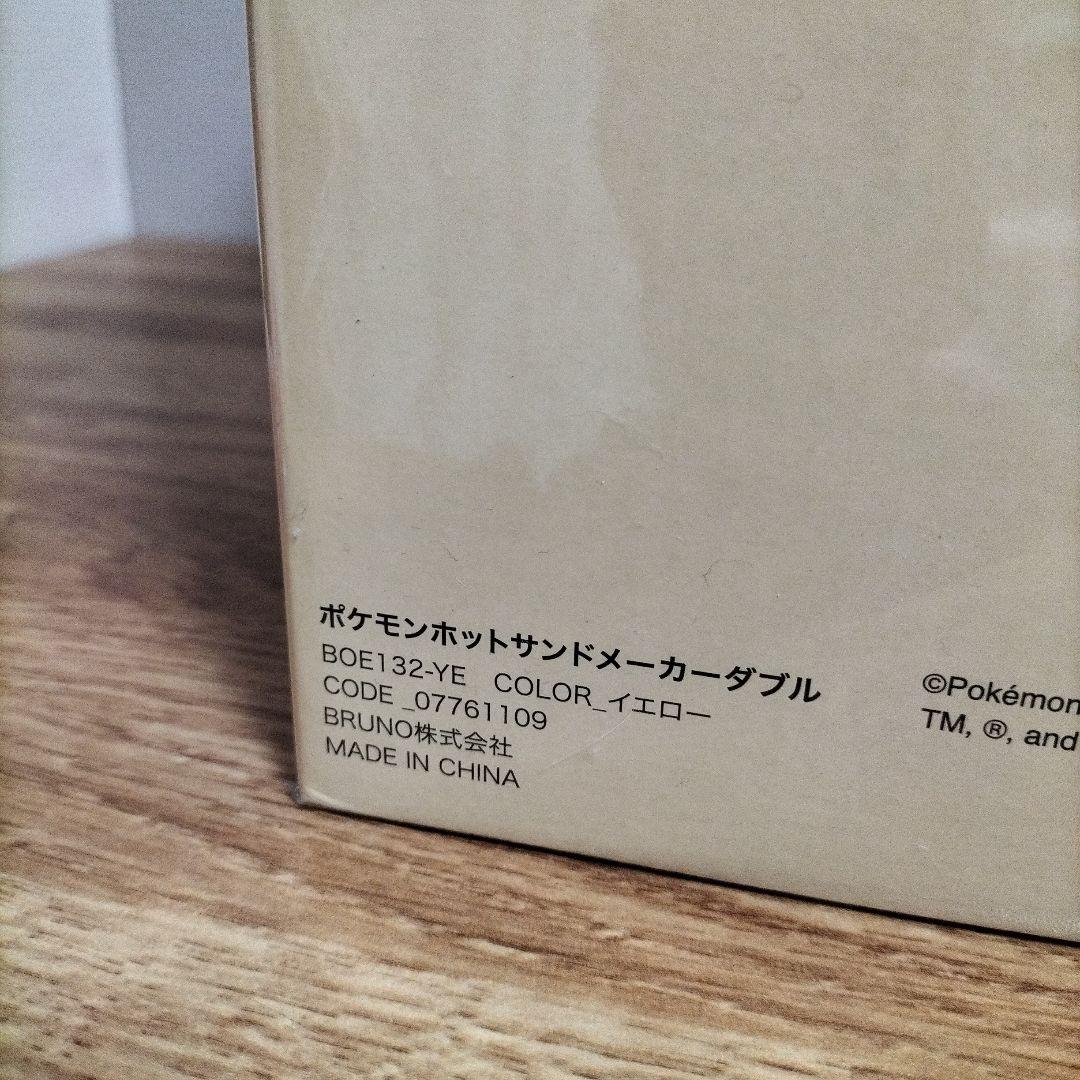 ポケモンホットサンドメーカーダブル
BOE132-YE COLOR_イエロー
CODE _07761109
BRUNO株式会社
MADE IN CHINA
©Pokémon
TM, ®, and